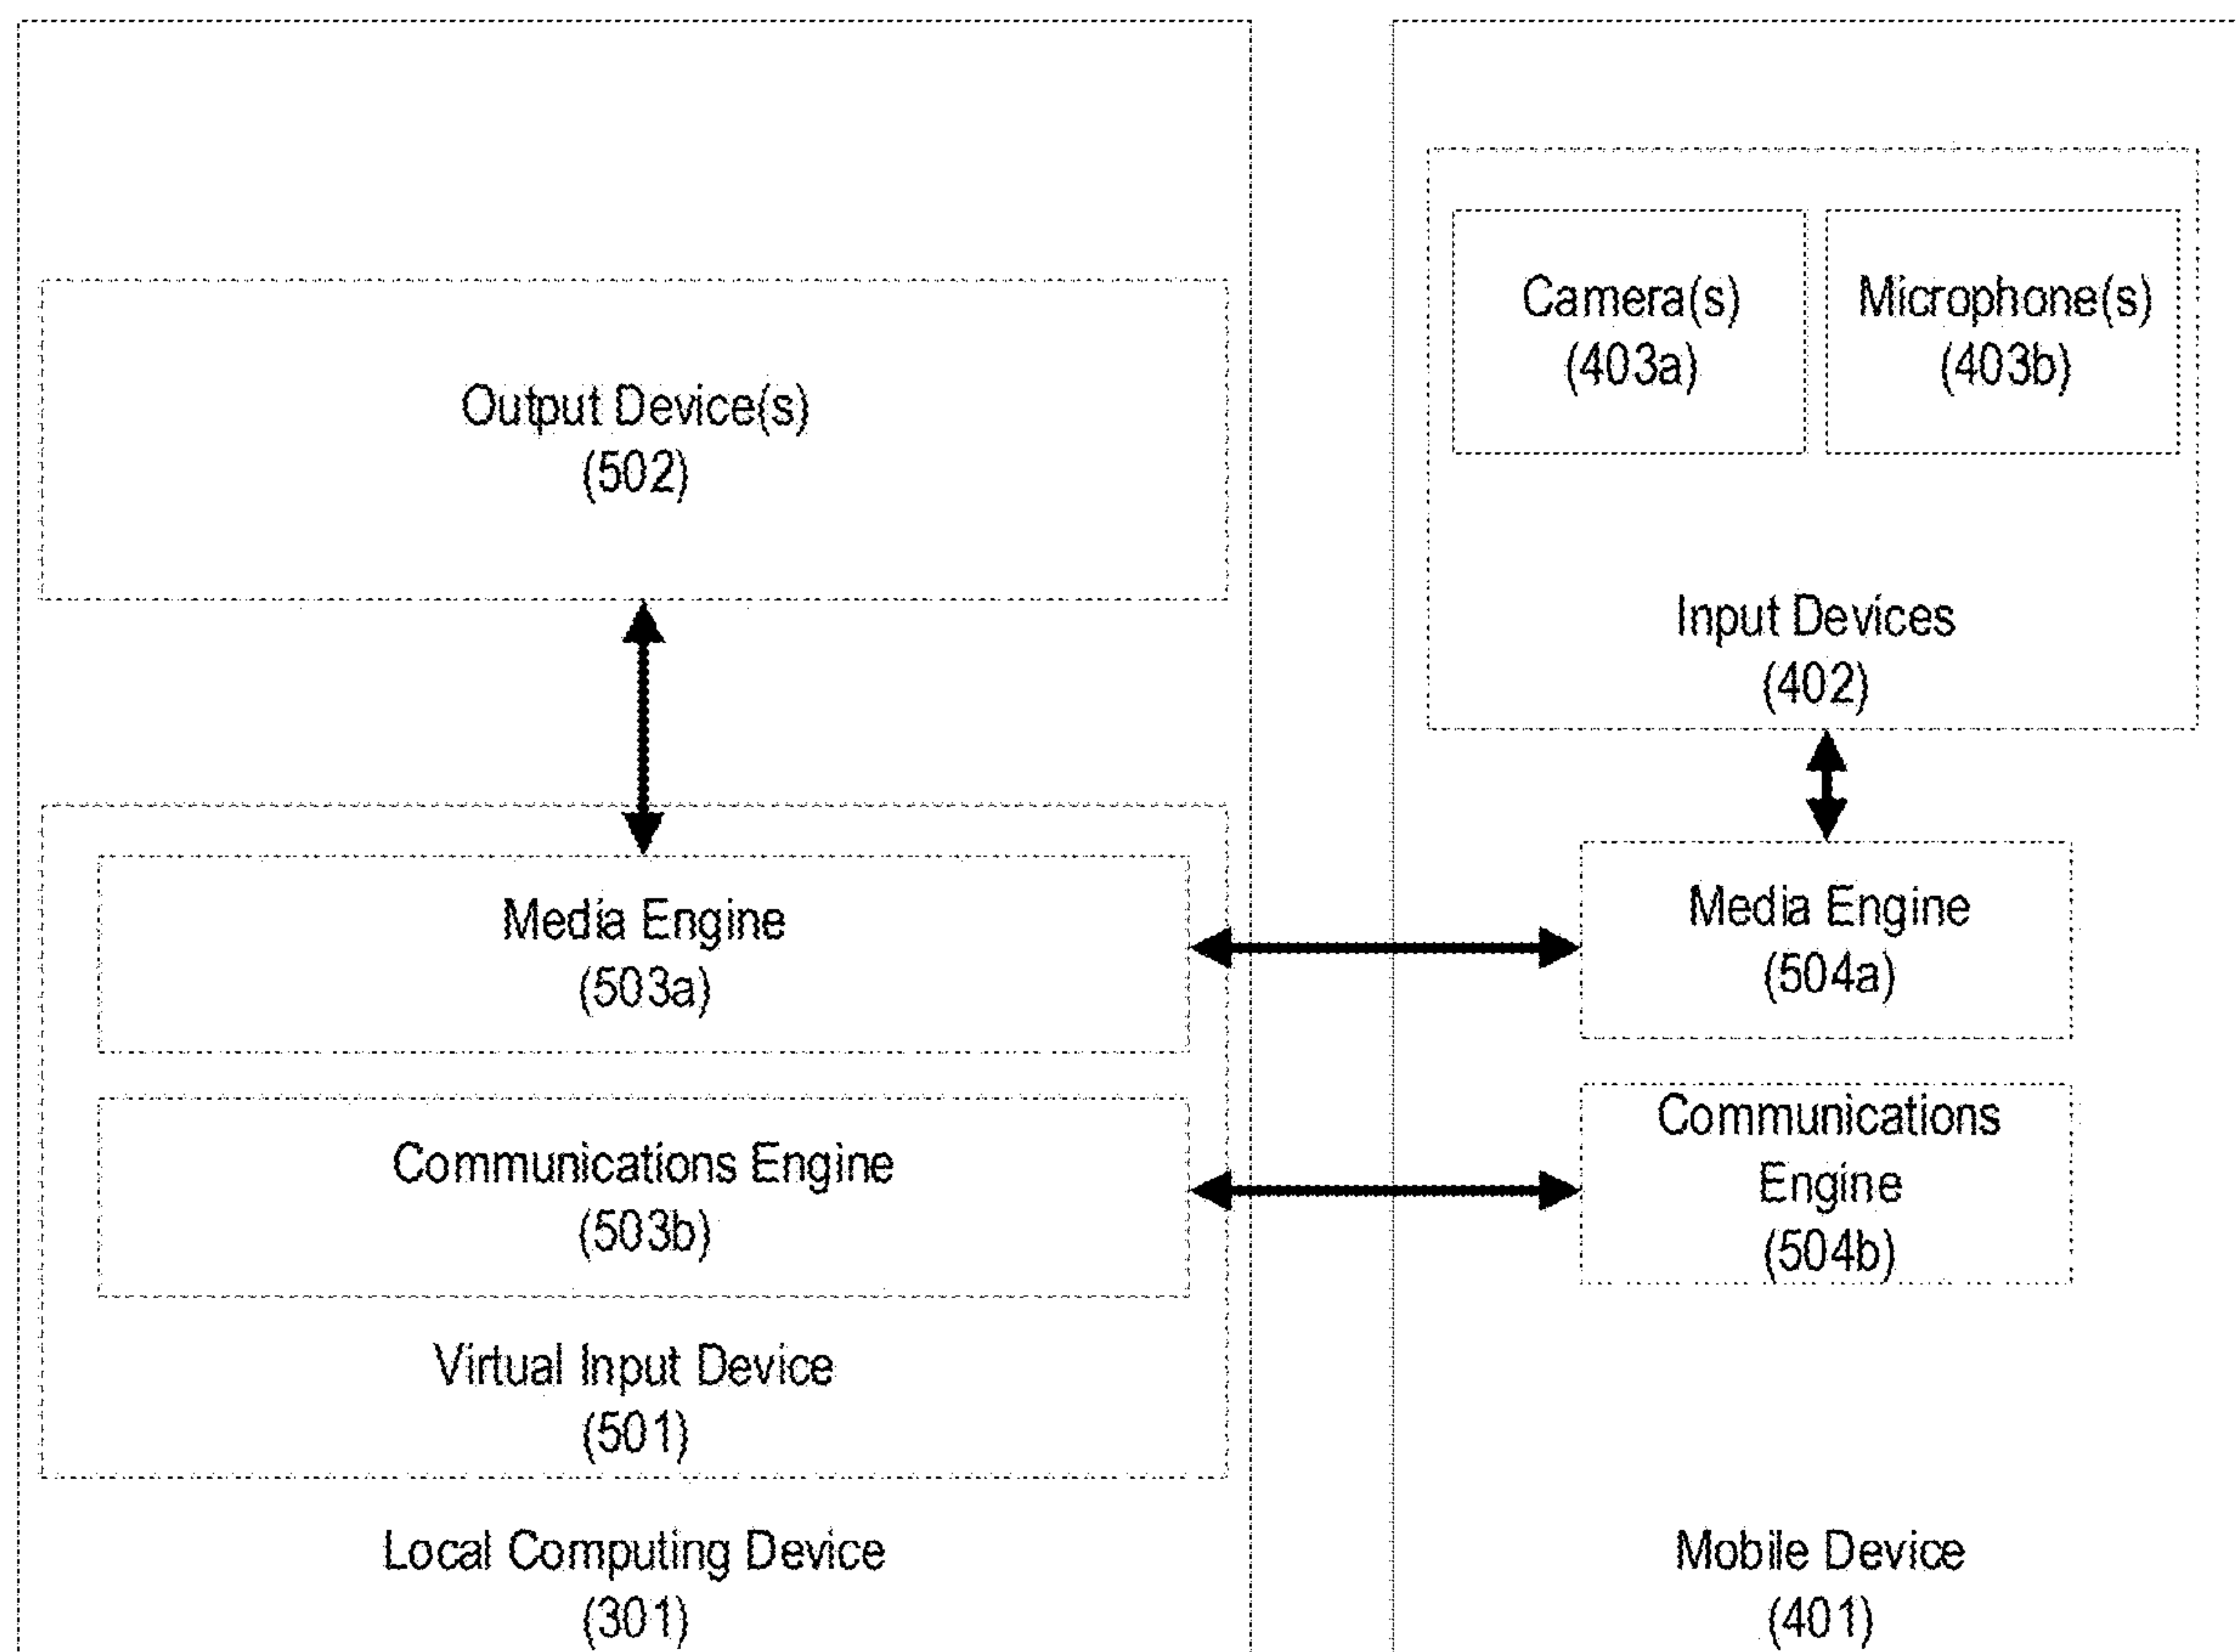 Output Device(s)
(502)
Media Engine
(503a)
Communications Engine
(503b)
Virtual Input Device
(501)
Local Computing Device
(301)
Camera(s)
(403a)
Microphone(s)
(403b)
Input Devices
(402)
Media Engine
(504a)
Communications
Engine
(504b)
Mobile Device
(401)